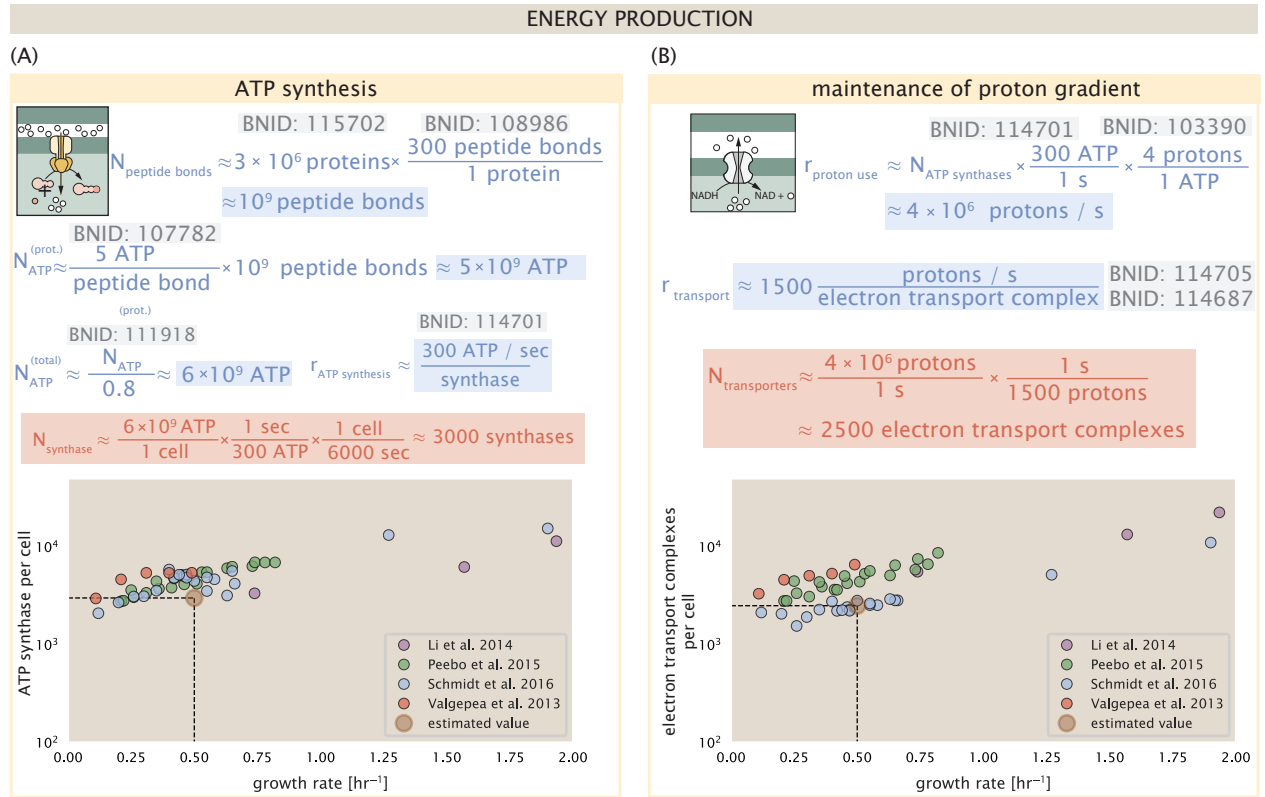 ENERGY PRODUCTION
(A)
ATP synthesis
BNID: 115702 BNID: 108986
N_peptide bonds ≈ 3 × 10⁶ proteins × 300 peptide bonds / 1 protein
≈ 10⁹ peptide bonds
BNID: 107782
N_ATP^(prot.) ≈ 5 ATP / peptide bond × 10⁹ peptide bonds ≈ 5 × 10⁹ ATP
BNID: 111918
N_ATP^(total) ≈ N_ATP^(prot.) / 0.8 ≈ 6 × 10⁹ ATP
BNID: 114701
r_ATP synthesis ≈ 300 ATP / sec / synthase
N_synthase ≈ 6×10⁹ ATP / 1 cell × 1 sec / 300 ATP × 1 cell / 6000 sec ≈ 3000 synthases
ATP synthase per cell
10⁴
10³
10²
0.00 0.25 0.50 0.75 1.00 1.25 1.50 1.75 2.00
growth rate [hr⁻¹]
Li et al. 2014
Peebo et al. 2015
Schmidt et al. 2016
Valgepea et al. 2013
estimated value
(B)
maintenance of proton gradient
NADH NAD + 
BNID: 114701 BNID: 103390
r_proton use ≈ N_ATP synthases × 300 ATP / 1 s × 4 protons / 1 ATP
≈ 4 × 10⁶ protons / s
r_transport ≈ 1500 protons / s / electron transport complex
BNID: 114705
BNID: 114687
N_transporters ≈ 4 × 10⁶ protons / 1 s × 1 s / 1500 protons
≈ 2500 electron transport complexes
electron transport complexes
per cell
10⁴
10³
10²
0.00 0.25 0.50 0.75 1.00 1.25 1.50 1.75 2.00
growth rate [hr⁻¹]
Li et al. 2014
Peebo et al. 2015
Schmidt et al. 2016
Valgepea et al. 2013
estimated value